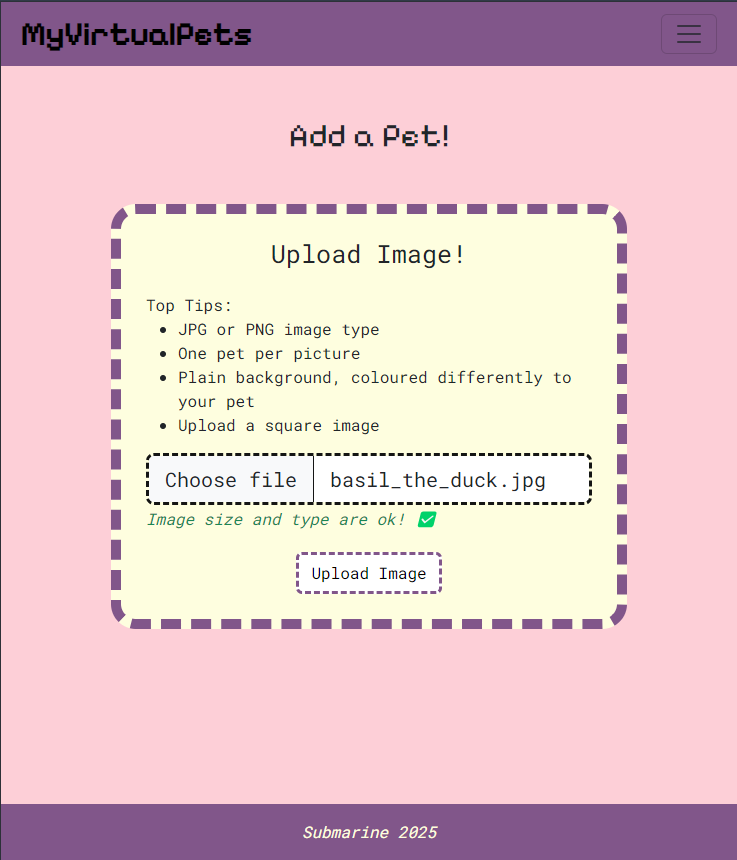 MyVirtualPets
Add a Pet!
Upload Image!
Top Tips:
JPG or PNG image type
One pet per picture
Plain background, coloured differently to
your pet
Upload a square image
Choose file basil_the_duck.jpg
Image size and type are ok! ✅
Upload Image
Submarine 2025